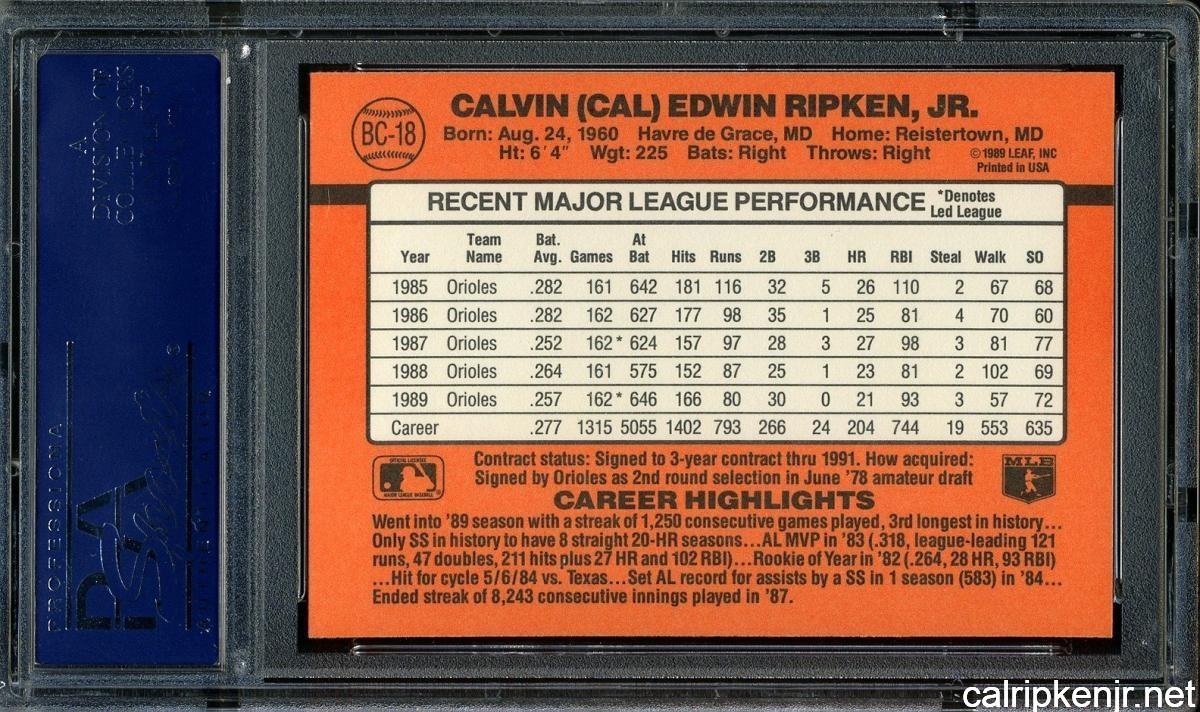 BC-18
CALVIN (CAL) EDWIN RIPKEN, JR.
Born: Aug. 24, 1960 Havre de Grace, MD Home: Reistertown, MD
Ht: 6'4" Wgt: 225 Bats: Right Throws: Right
© 1989 LEAF, INC
Printed in USA
RECENT MAJOR LEAGUE PERFORMANCE
*Denotes
Led League
Year Team Name Bat. Avg. Games At Bat Hits Runs 2B 3B HR RBI Steal Walk SO
1985 Orioles .282 161 642 181 116 32 5 26 110 2 67 68
1986 Orioles .282 162 627 177 98 35 1 25 81 4 70 60
1987 Orioles .252 162* 624 157 97 28 3 27 98 3 81 77
1988 Orioles .264 161 575 152 87 25 1 23 81 2 102 69
1989 Orioles .257 162* 646 166 80 30 0 21 93 3 57 72
Career .277 1315 5055 1402 793 266 24 204 744 19 553 635
Contract status: Signed to 3-year contract thru 1991. How acquired:
Signed by Orioles as 2nd round selection in June '78 amateur draft
MLB
CAREER HIGHLIGHTS
Went into '89 season with a streak of 1,250 consecutive games played, 3rd longest in history...
Only SS in history to have 8 straight 20-HR seasons...AL MVP in '83 (.318, league-leading 121
runs, 47 doubles, 211 hits plus 27 HR and 102 RBI)...Rookie of Year in '82 (.264, 28 HR, 93 RBI)
...Hit for cycle 5/6/84 vs. Texas...Set AL record for assists by a SS in 1 season (583) in '84...
Ended streak of 8,243 consecutive innings played in '87.
A
DIVISION OF
PROFESSIONA
PSA
calripkenjr.net